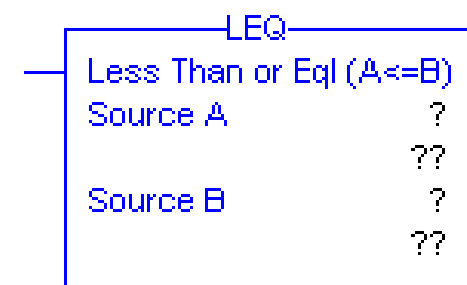 LEQ
Less Than or Eql (A<=B)
Source A ?
??
Source B ?
??